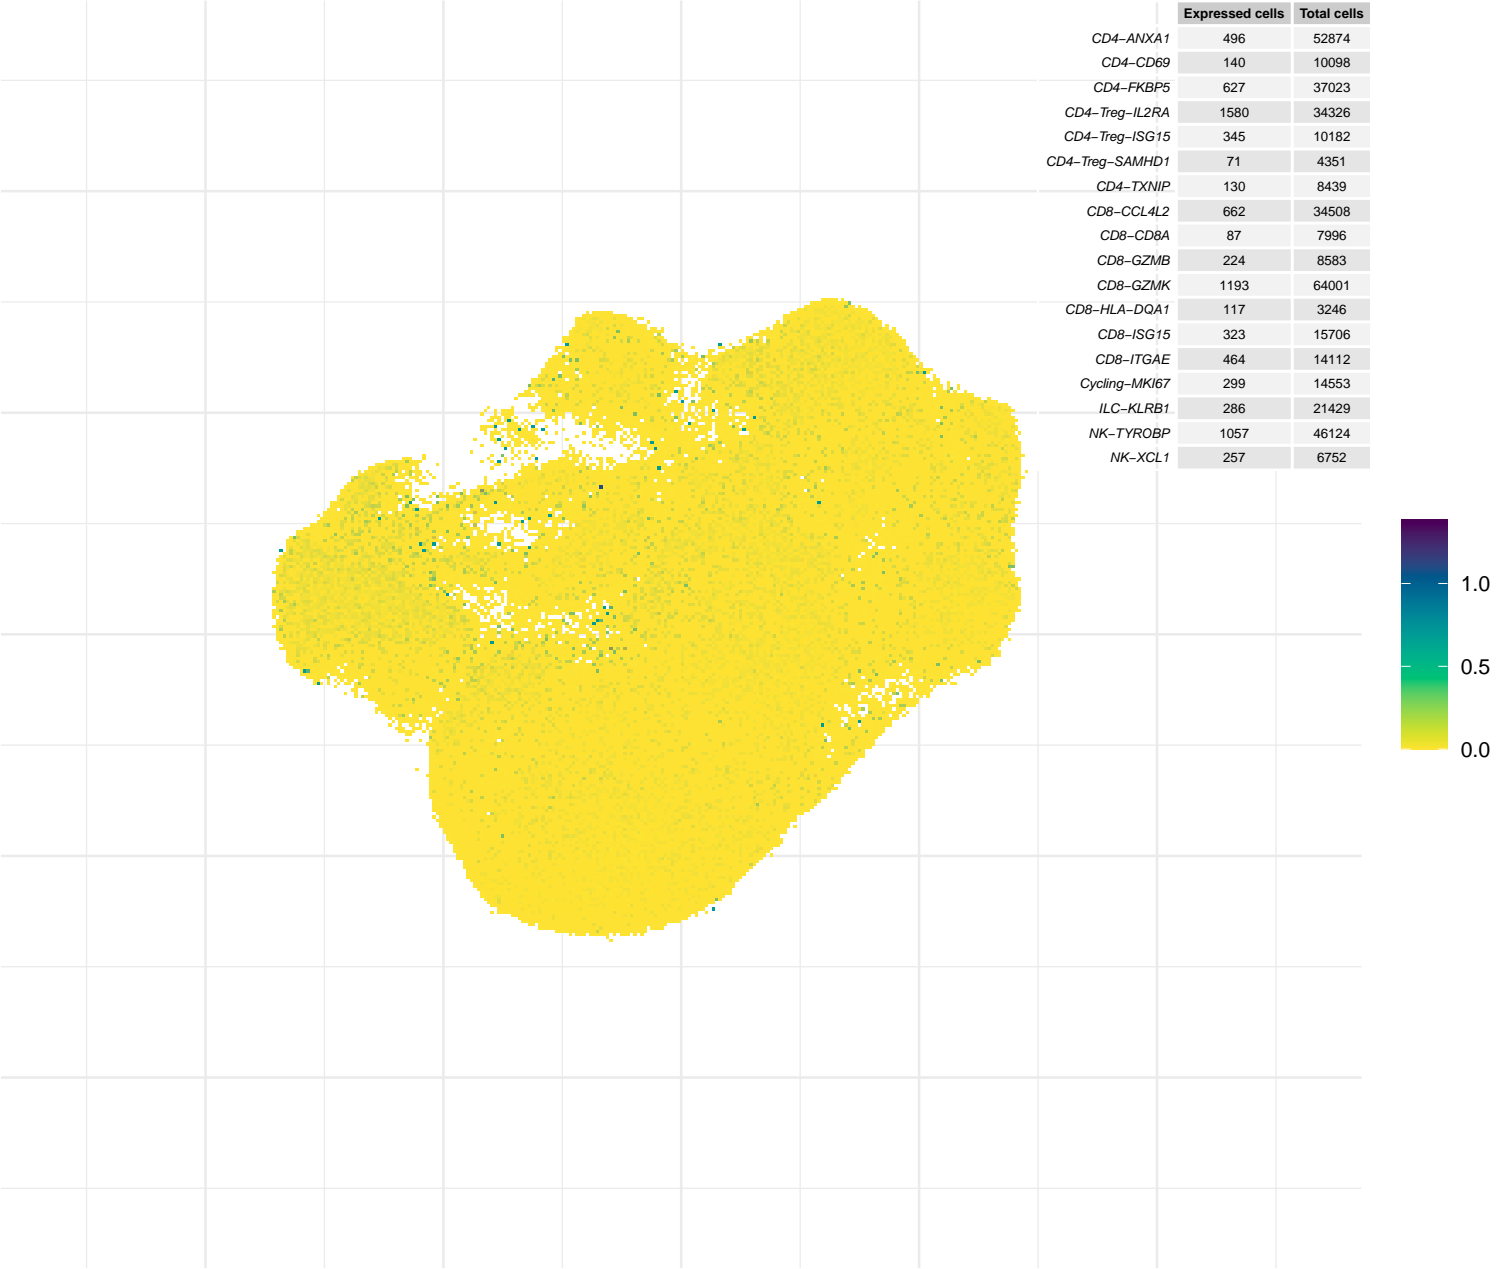 Expressed cells Total cells
CD4−ANXA1 496 52874
CD4−CD69 140 10098
CD4−FKBP5 627 37023
CD4−Treg−IL2RA 1580 34326
CD4−Treg−ISG15 345 10182
CD4−Treg−SAMHD1 71 4351
CD4−TXNIP 130 8439
CD8−CCL4L2 662 34508
CD8−CD8A 87 7996
CD8−GZMB 224 8583
CD8−GZMK 1193 64001
CD8−HLA−DQA1 117 3246
CD8−ISG15 323 15706
CD8−ITGAE 464 14112
Cycling−MKI67 299 14553
ILC−KLRB1 286 21429
NK−TYROBP 1057 46124
NK−XCL1 257 6752
1.0
0.5
0.0